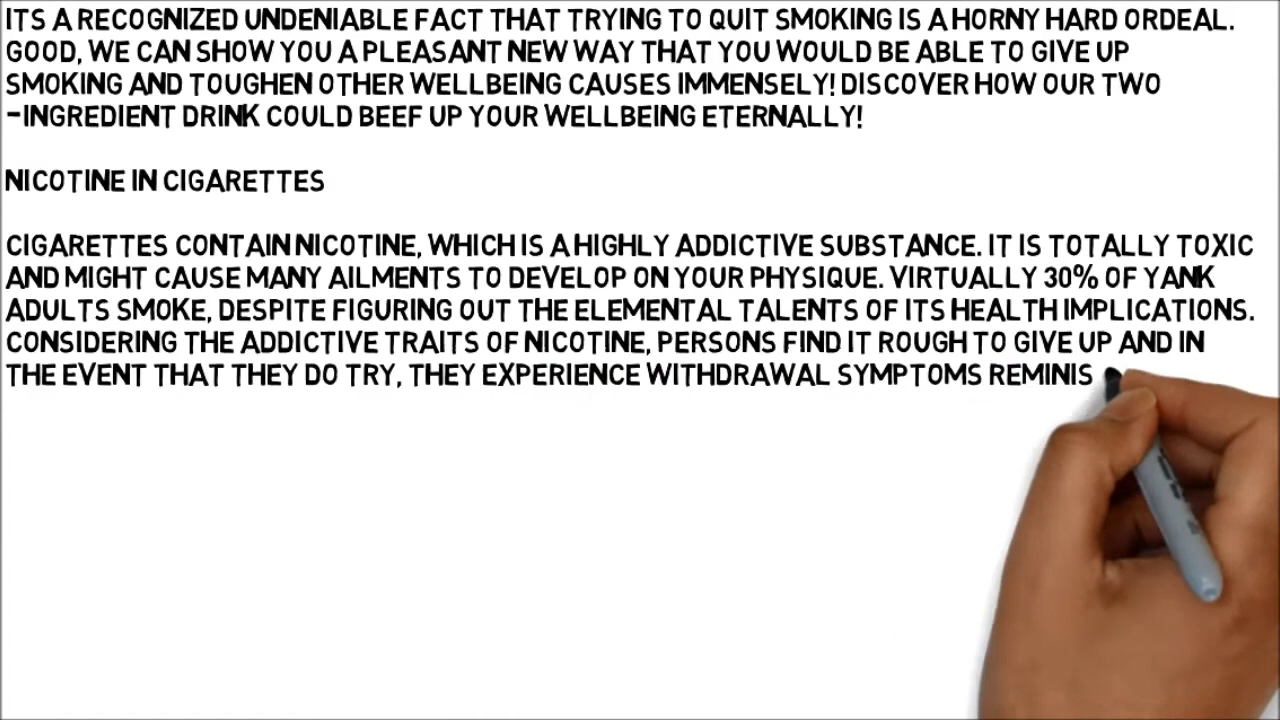 ITS A RECOGNIZED UNDENIABLE FACT THAT TRYING TO QUIT SMOKING IS A HORNY HARD ORDEAL.
GOOD, WE CAN SHOW YOU A PLEASANT NEW WAY THAT YOU WOULD BE ABLE TO GIVE UP
SMOKING AND TOUGHEN OTHER WELLBEING CAUSES IMMENSELY! DISCOVER HOW OUR TWO
-INGREDIENT DRINK COULD BEEF UP YOUR WELLBEING ETERNALLY!
NICOTINE IN CIGARETTES
CIGARETTES CONTAIN NICOTINE, WHICH IS A HIGHLY ADDICTIVE SUBSTANCE. IT IS TOTALLY TOXIC
AND MIGHT CAUSE MANY AILMENTS TO DEVELOP ON YOUR PHYSIQUE. VIRTUALLY 30% OF YANK
ADULTS SMOKE, DESPITE FIGURING OUT THE ELEMENTAL TALENTS OF ITS HEALTH IMPLICATIONS.
CONSIDERING THE ADDICTIVE TRAITS OF NICOTINE, PERSONS FIND IT ROUGH TO GIVE UP AND IN
THE EVENT THAT THEY DO TRY, THEY EXPERIENCE WITHDRAWAL SYMPTOMS REMINIS